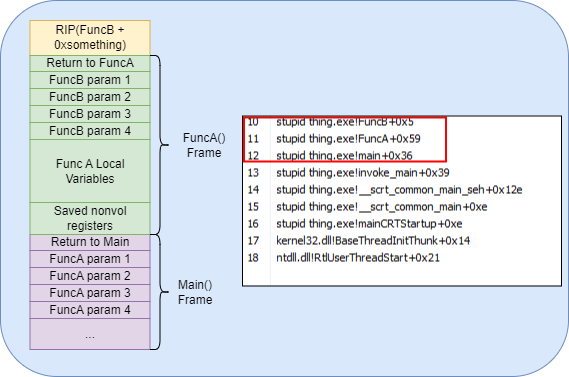 RIP(FuncB +
0xsomething)
Return to FuncA
FuncB param 1
FuncB param 2
FuncB param 3
FuncB param 4
Func A Local
Variables
Saved nonvol
registers
Return to Main
FuncA param 1
FuncA param 2
FuncA param 3
FuncA param 4
...
FuncA()
Frame
Main()
Frame
10 stupid thing.exe!FuncB+0x5
11 stupid thing.exe!FuncA+0x59
12 stupid thing.exe!main+0x36
13 stupid thing.exe!invoke_main+0x39
14 stupid thing.exe!__scrt_common_main_seh+0x12e
15 stupid thing.exe!__scrt_common_main+0xe
16 stupid thing.exe!mainCRTStartup+0xe
17 kernel32.dll!BaseThreadInitThunk+0x14
18 ntdll.dll!RtlUserThreadStart+0x21